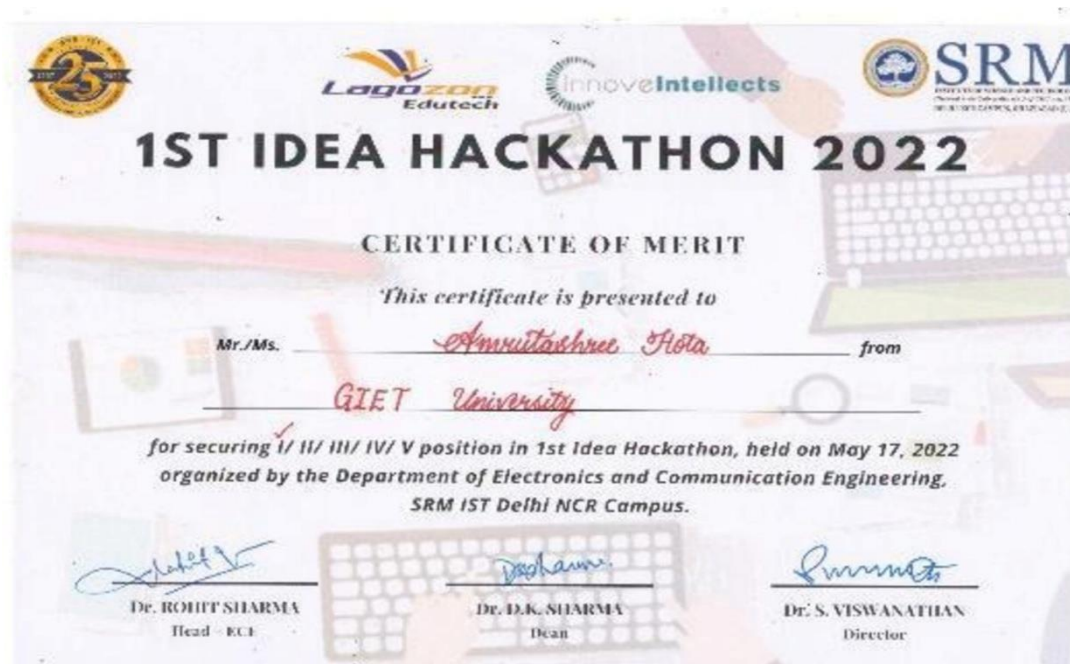 25
Lagozon
Edutech
InnoveIntellects
SRM
1ST IDEA HACKATHON 2022
CERTIFICATE OF MERIT
This certificate is presented to
Mr./Ms. Amrutashree Hota from
GIET University
for securing I/ II/ III/ IV/ V position in 1st Idea Hackathon, held on May 17, 2022
organized by the Department of Electronics and Communication Engineering,
SRM IST Delhi NCR Campus.
Dr. ROHIT SHARMA
Head - ECE
Dr. D.K. SHARMA
Dean
Dr. S. VISWANATHAN
Director